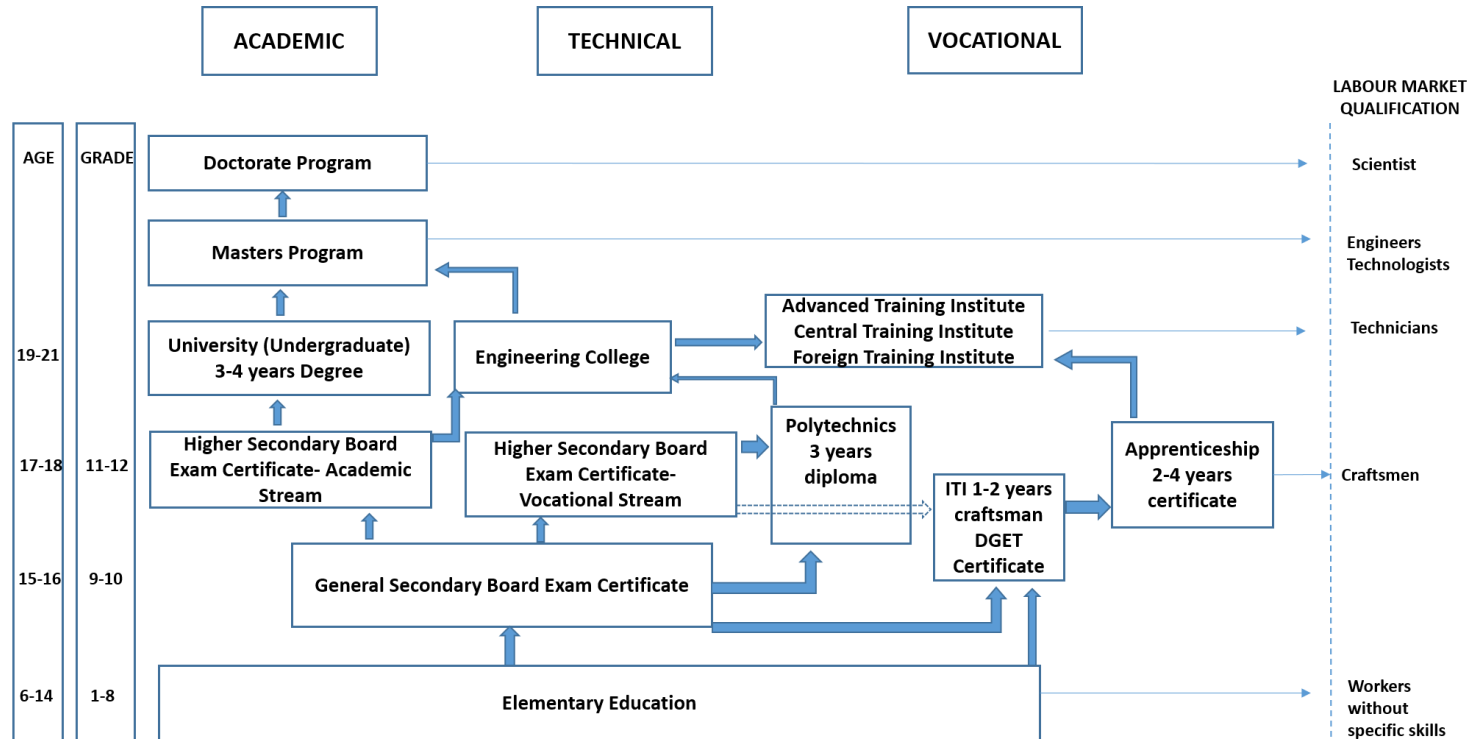 ACADEMIC
TECHNICAL
VOCATIONAL
LABOUR MARKET
QUALIFICATION
AGE
GRADE
Doctorate Program
Scientist
Masters Program
Engineers
Technologists
19-21
University (Undergraduate)
3-4 years Degree
Engineering College
Advanced Training Institute
Central Training Institute
Foreign Training Institute
Technicians
17-18
11-12
Higher Secondary Board
Exam Certificate- Academic
Stream
Higher Secondary Board
Exam Certificate-
Vocational Stream
Polytechnics
3 years
diploma
ITI 1-2 years
craftsman
DGET
Certificate
Apprenticeship
2-4 years
certificate
Craftsmen
15-16
9-10
General Secondary Board Exam Certificate
6-14
1-8
Elementary Education
Workers
without
specific skills